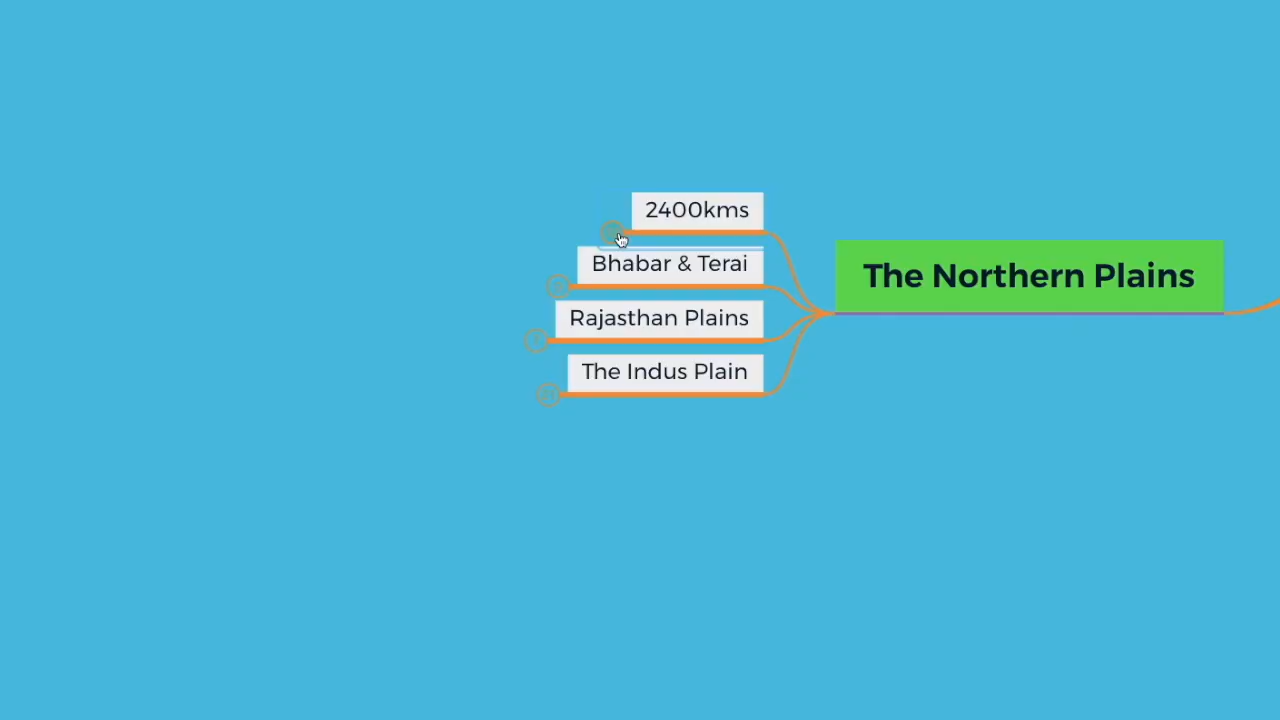 2400kms
Bhabar & Terai
Rajasthan Plains
The Indus Plain
The Northern Plains